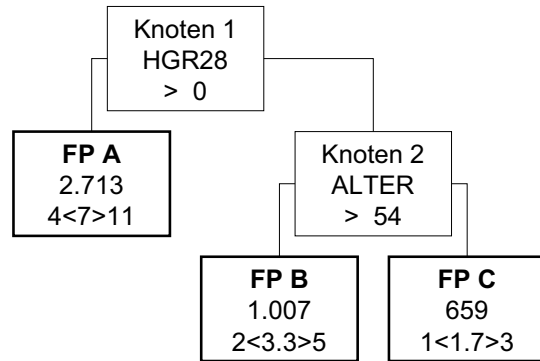 Knoten 1
HGR28
> 0
FP A
2.713
4<7>11
Knoten 2
ALTER
> 54
FP B
1.007
2<3.3>5
FP C
659
1<1.7>3